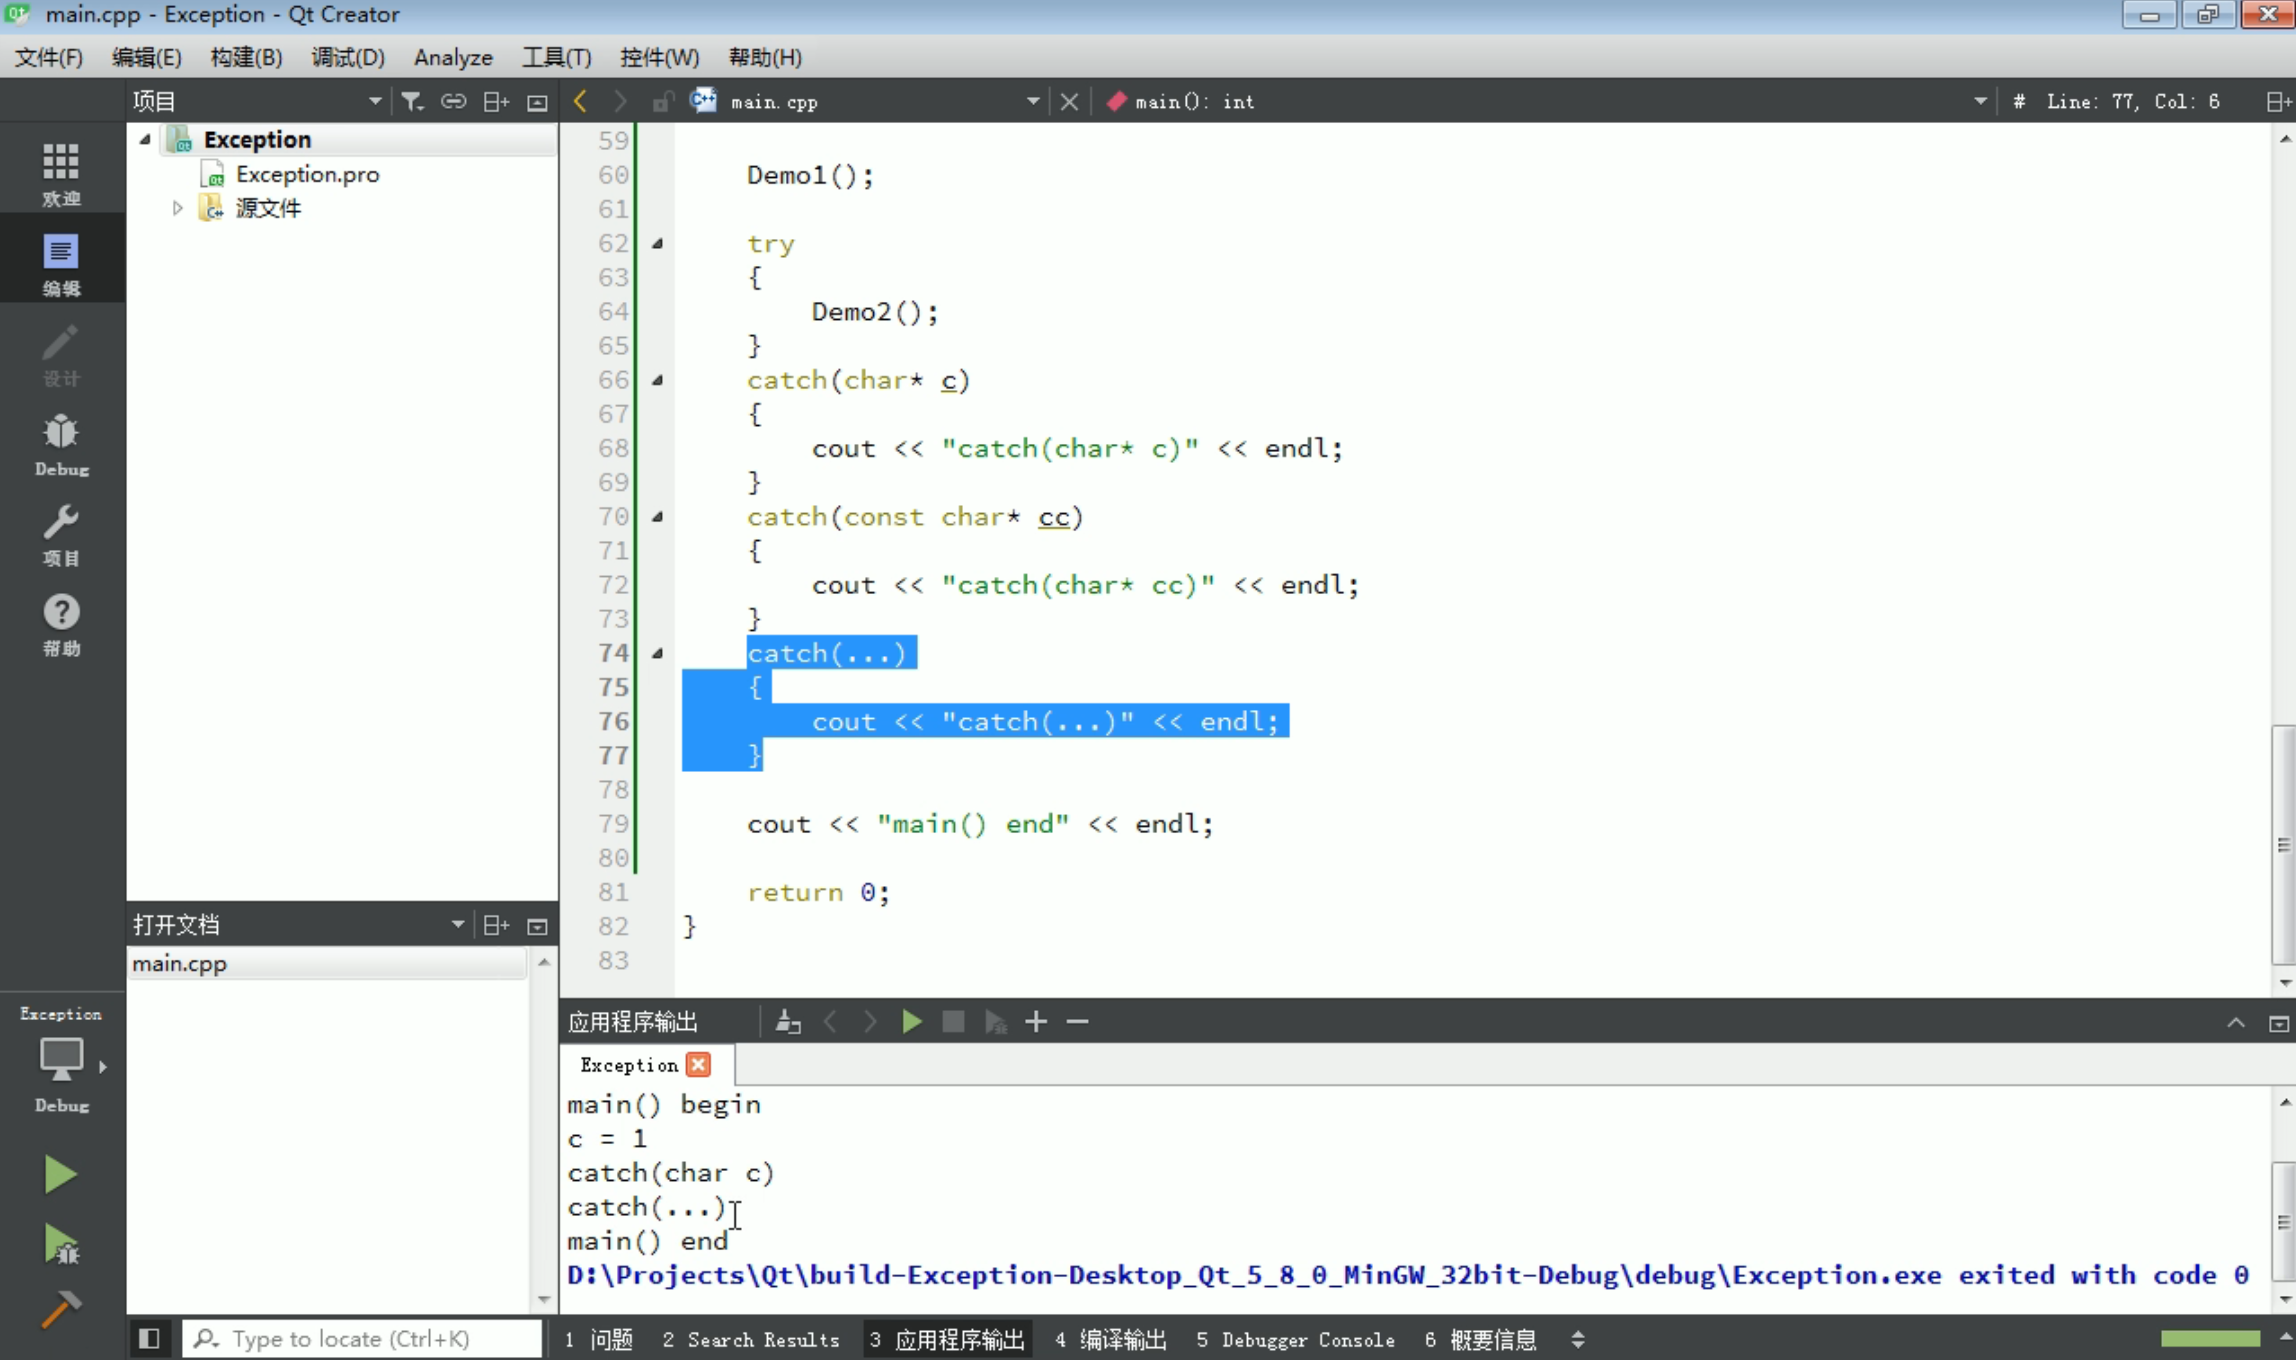 main.cpp - Exception - Qt Creator
文件(F) 编辑(E) 构建(B) 调试(D) Analyze 工具(T) 控件(W) 帮助(H)
项目
main.cpp
main(): int
# Line: 77, Col: 6
欢迎
编辑
设计
Debug
项目
帮助
Exception
Exception.pro
源文件
打开文档
main.cpp
59
60 Demo1();
61
62 try
63 {
64 Demo2();
65 }
66 catch(char* c)
67 {
68 cout << "catch(char* c)" << endl;
69 }
70 catch(const char* cc)
71 {
72 cout << "catch(char* cc)" << endl;
73 }
74 catch(...)
75 {
76 cout << "catch(...)" << endl;
77 }
78
79 cout << "main() end" << endl;
80
81 return 0;
82 }
83
Exception
Debug
应用程序输出
Exception
main() begin
c = 1
catch(char c)
catch(...)
main() end
D:\Projects\Qt\build-Exception-Desktop_Qt_5_8_0_MinGW_32bit-Debug\debug\Exception.exe exited with code 0
Type to locate (Ctrl+K)
1 问题 2 Search Results 3 应用程序输出 4 编译输出 5 Debugger Console 6 概要信息